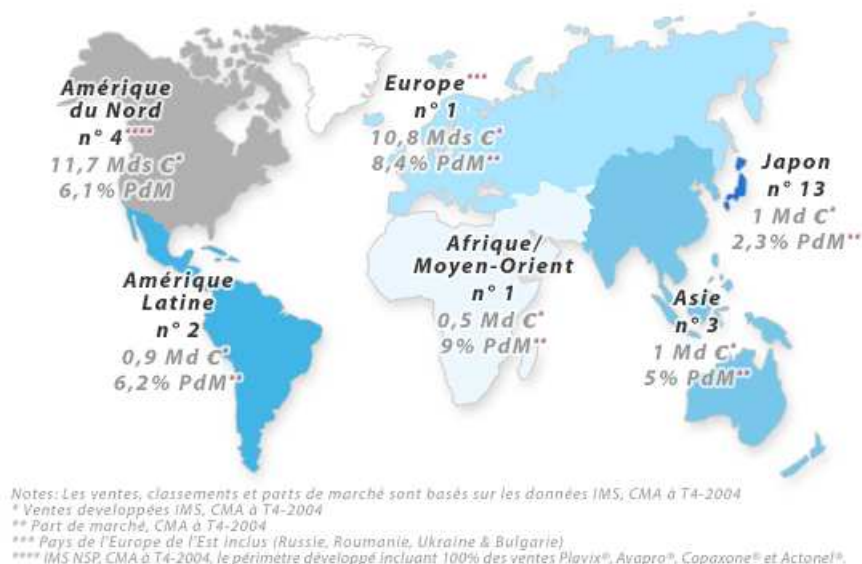 Amérique
du Nord
n° 4****
11,7 Mds €*
6,1% PdM
Europe***
n° 1
10,8 Mds €*
8,4% PdM**
Japon
n° 13
1 Md €*
2,3% PdM**
Afrique/
Moyen-Orient
n° 1
0,5 Md €*
9% PdM**
Amérique
Latine
n° 2
0,9 Md €*
6,2% PdM**
Asie
n° 3
1 Md €*
5% PdM**
Notes: Les ventes, classements et parts de marché sont basés sur les données IMS, CMA à T4-2004
* Ventes developpées IMS, CMA à T4-2004
** Part de marché, CMA à T4-2004
*** Pays de l'Europe de l'Est inclus (Russie, Roumanie, Ukraine & Bulgarie)
**** IMS NSP, CMA à T4-2004, le périmètre développé incluant 100% des ventes Plavix®, Avapro®, Copaxone® et Actonel®.